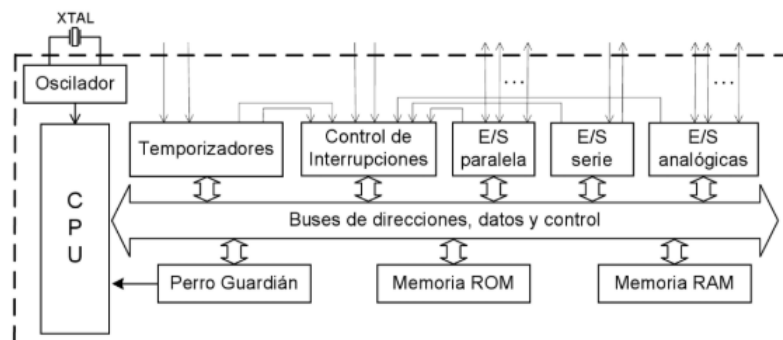 XTAL
Oscilador
CPU
Temporizadores
Control de
Interrupciones
E/S
paralela
E/S
serie
E/S
analógicas
...
...
Buses de direcciones, datos y control
Perro Guardián
Memoria ROM
Memoria RAM